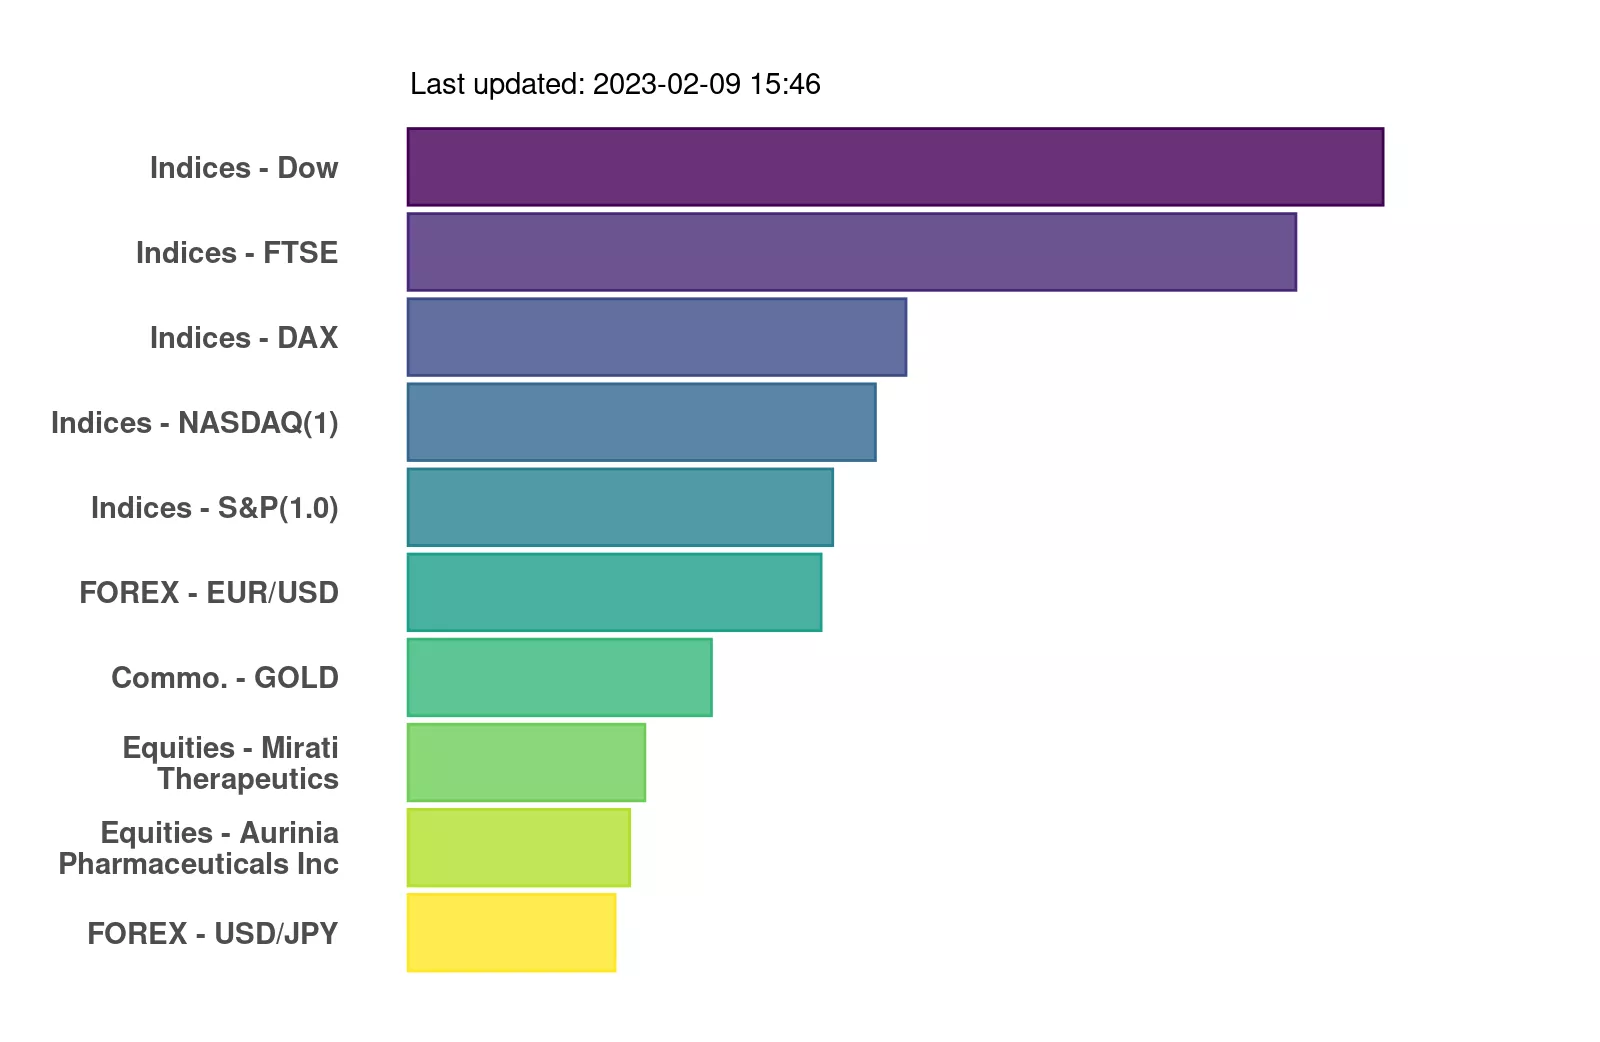 Last updated: 2023-02-09 15:46
Indices - Dow
Indices - FTSE
Indices - DAX
Indices - NASDAQ(1)
Indices - S&P(1.0)
FOREX - EUR/USD
Commo. - GOLD
Equities - Mirati
Therapeutics
Equities - Aurinia
Pharmaceuticals Inc
FOREX - USD/JPY